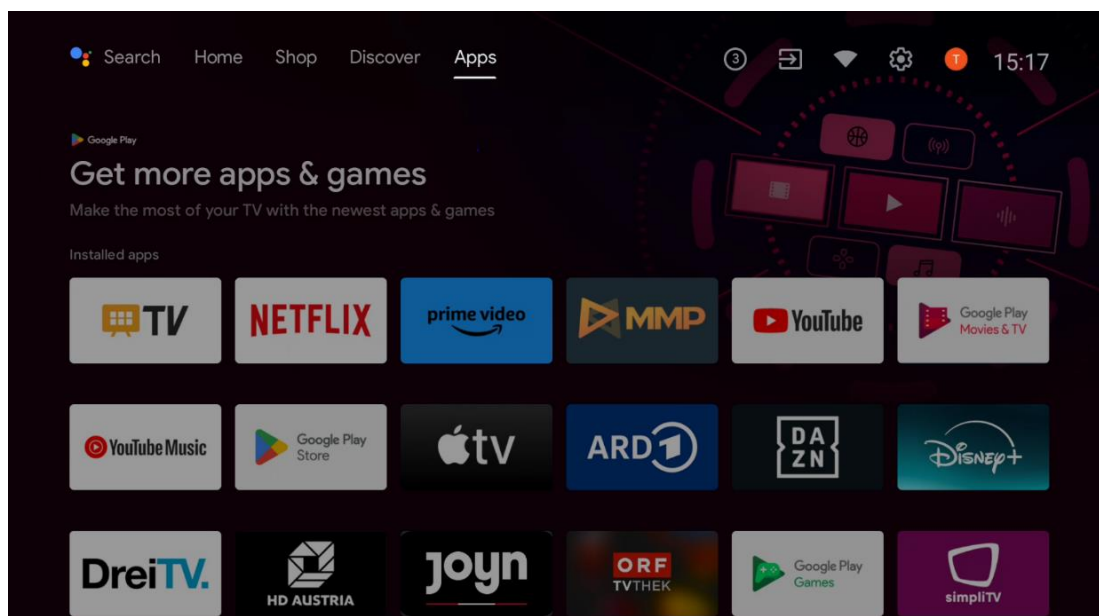 Search Home Shop Discover Apps 3 T 15:17
Google Play
Get more apps & games
Make the most of your TV with the newest apps & games
Installed apps
TV NETFLIX prime video MMP YouTube Google Play Movies & TV
YouTube Music Google Play Store tv ARD 1 DAZN Disney+
DreiTV. HD AUSTRIA joyn ORF TVTHEK Google Play Games simpliTV